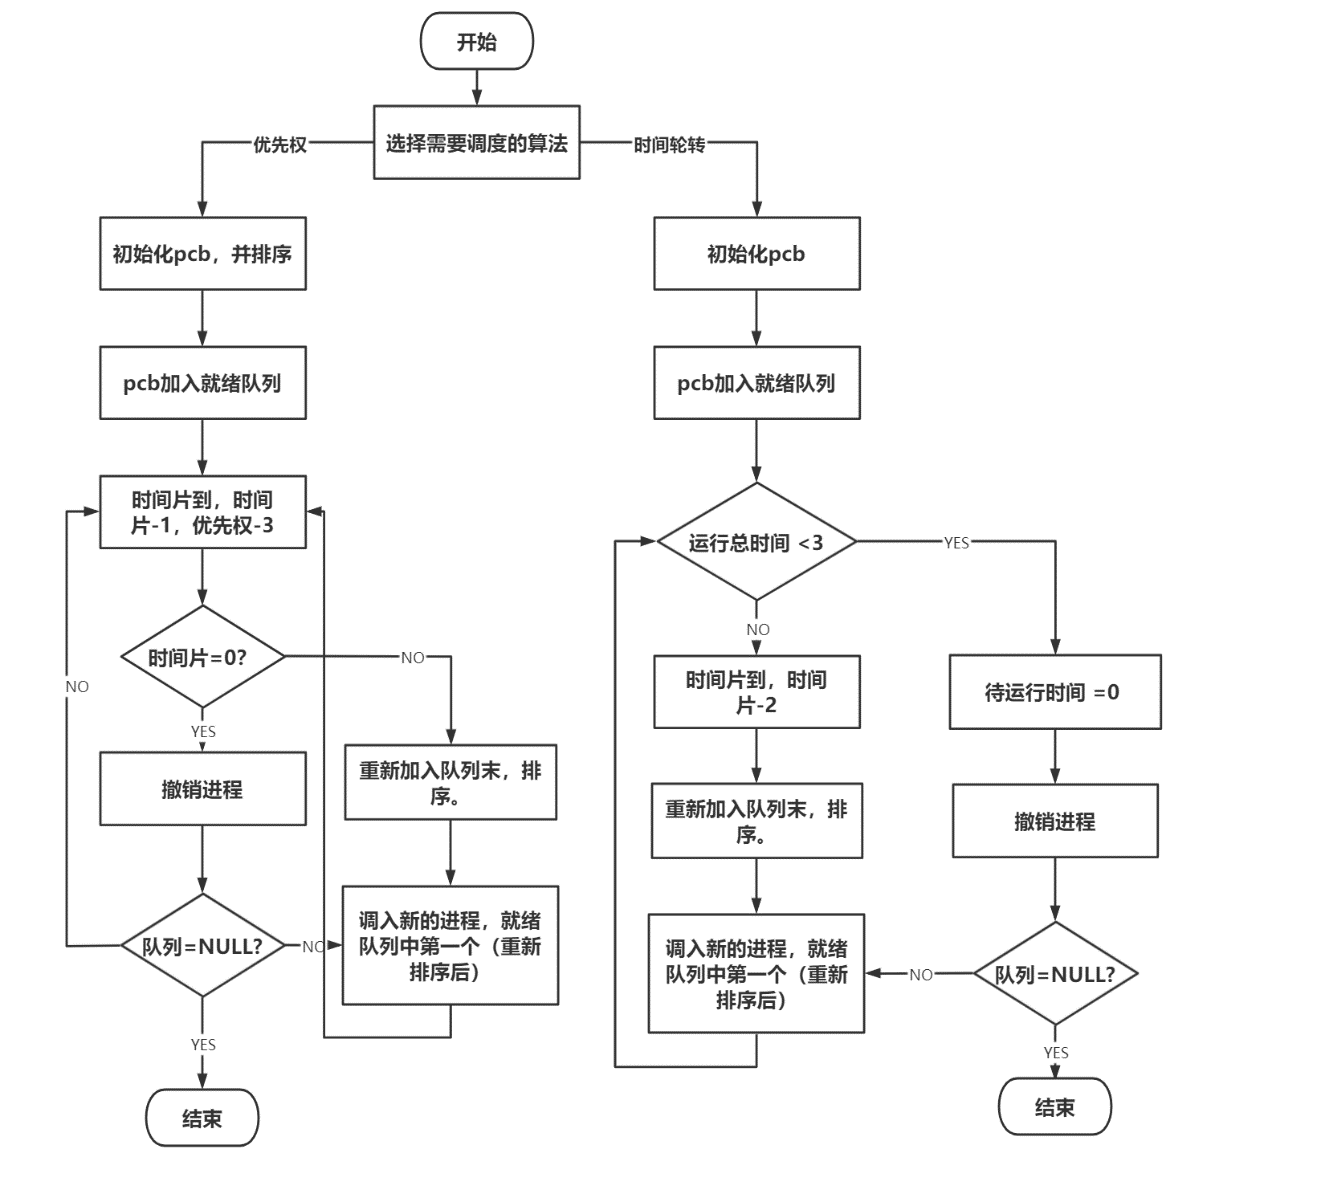 开始
选择需要调度的算法
优先权
时间轮转
初始化pcb，并排序
初始化pcb
pcb加入就绪队列
pcb加入就绪队列
时间片到，时间
片-1，优先权-3
运行总时间 <3
YES
NO
时间片=0?
NO
NO
时间片到，时间
片-2
待运行时间 =0
YES
撤销进程
重新加入队列末，排
序。
重新加入队列末，排
序。
撤销进程
队列=NULL?
NO
调入新的进程，就绪
队列中第一个（重新
排序后）
调入新的进程，就绪
队列中第一个（重新
排序后）
NO
队列=NULL?
YES
YES
结束
结束